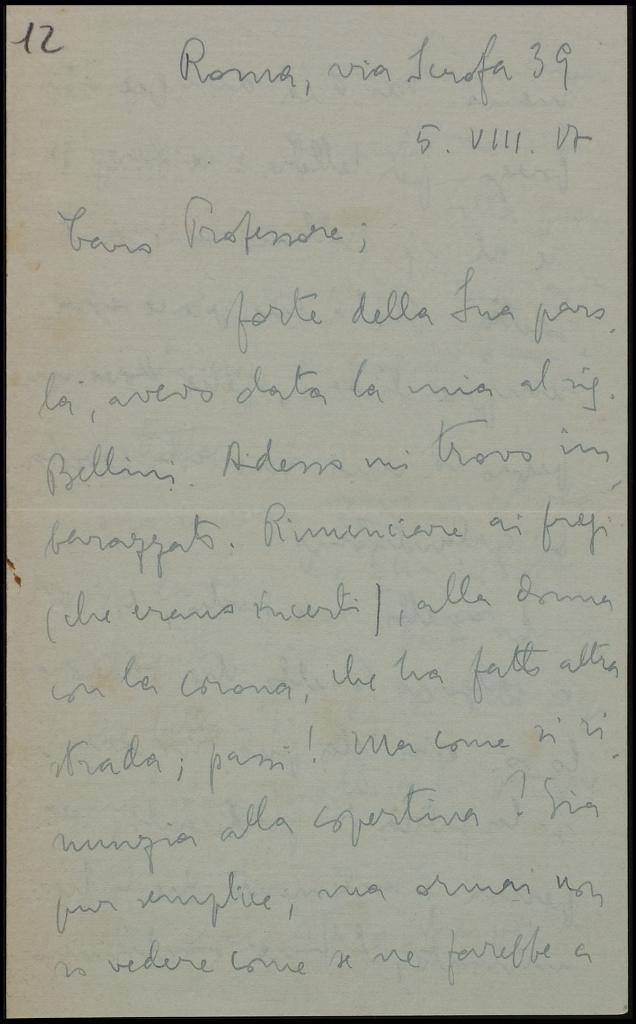 12
Roma, via Scrofa 39
5. VIII. 17
Caro Professore;
forte della Sua paro
la, avevo data la mia al sig.
Bellini. Adesso mi trovo im
barazzato. Rinunciare ai fregi
(che erano incerti), alla donna
con la corona, che ha fatto altra
strada; passi! Ma come si ri
nunzia alla copertina? Sia
pur semplice, ma ormai non
so vedere come se ne farebbe a